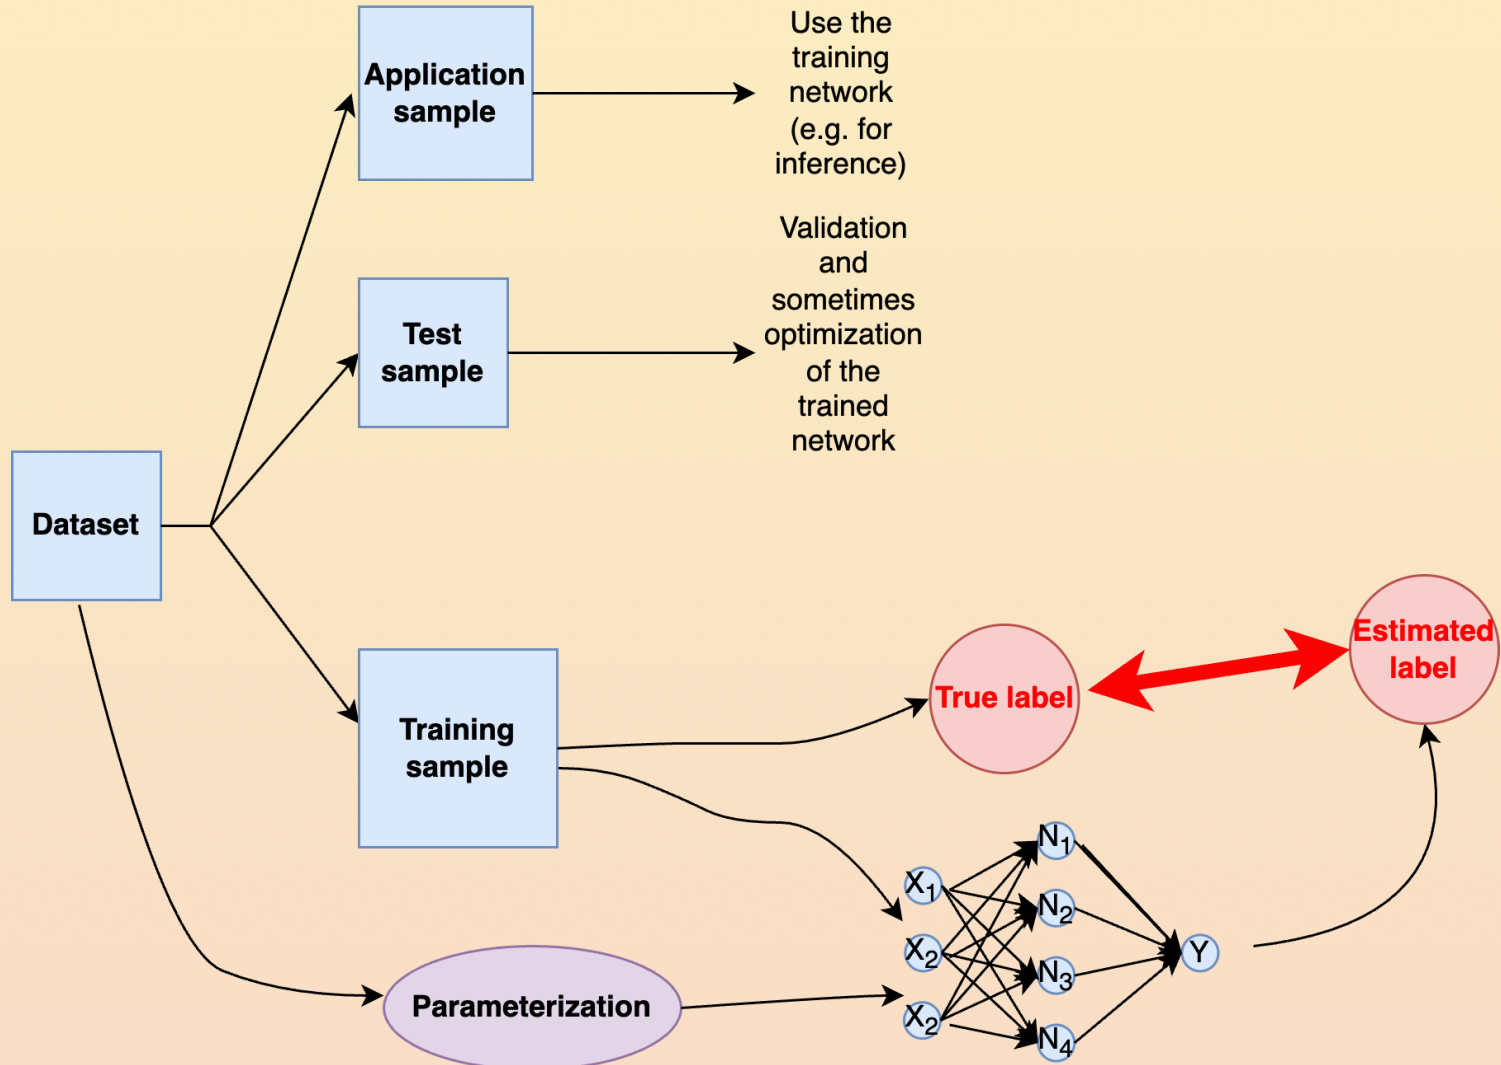 Application
sample
Use the
training
network
(e.g. for
inference)
Test
sample
Validation
and
sometimes
optimization
of the
trained
network
Dataset
Training
sample
True label
Estimated
label
Parameterization
X1
X2
X2
N1
N2
N3
N4
Y